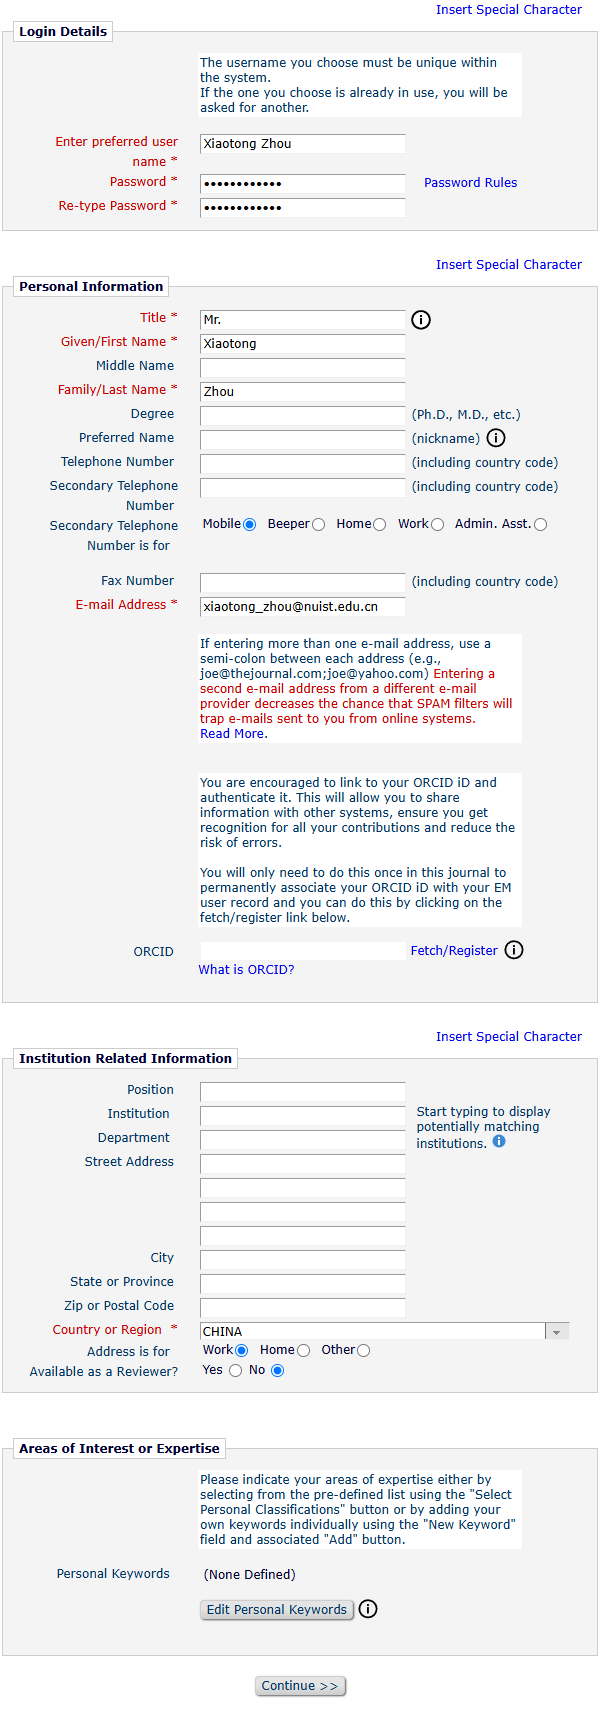 Insert Special Character
Login Details
The username you choose must be unique within
the system.
If the one you choose is already in use, you will be
asked for another.
Enter preferred user
name *
Xiaotong Zhou
Password *
••••••••••••
Password Rules
Re-type Password *
••••••••••••
Insert Special Character
Personal Information
Title *
Mr.
Given/First Name *
Xiaotong
Middle Name
Family/Last Name *
Zhou
Degree
(Ph.D., M.D., etc.)
Preferred Name
(nickname)
Telephone Number
(including country code)
Secondary Telephone
Number
(including country code)
Secondary Telephone
Number is for
Mobile Beeper Home Work Admin. Asst.
Fax Number
(including country code)
E-mail Address *
xiaotong_zhou@nuist.edu.cn
If entering more than one e-mail address, use a
semi-colon between each address (e.g.,
joe@thejournal.com;joe@yahoo.com) Entering a
second e-mail address from a different e-mail
provider decreases the chance that SPAM filters will
trap e-mails sent to you from online systems.
Read More.
You are encouraged to link to your ORCID iD and
authenticate it. This will allow you to share
information with other systems, ensure you get
recognition for all your contributions and reduce the
risk of errors.
You will only need to do this once in this journal to
permanently associate your ORCID iD with your EM
user record and you can do this by clicking on the
fetch/register link below.
ORCID
Fetch/Register
What is ORCID?
Insert Special Character
Institution Related Information
Position
Institution
Start typing to display
potentially matching
institutions.
Department
Street Address
City
State or Province
Zip or Postal Code
Country or Region *
CHINA
Address is for
Work Home Other
Available as a Reviewer?
Yes No
Areas of Interest or Expertise
Please indicate your areas of expertise either by
selecting from the pre-defined list using the "Select
Personal Classifications" button or by adding your
own keywords individually using the "New Keyword"
field and associated "Add" button.
Personal Keywords
(None Defined)
Edit Personal Keywords
Continue >>